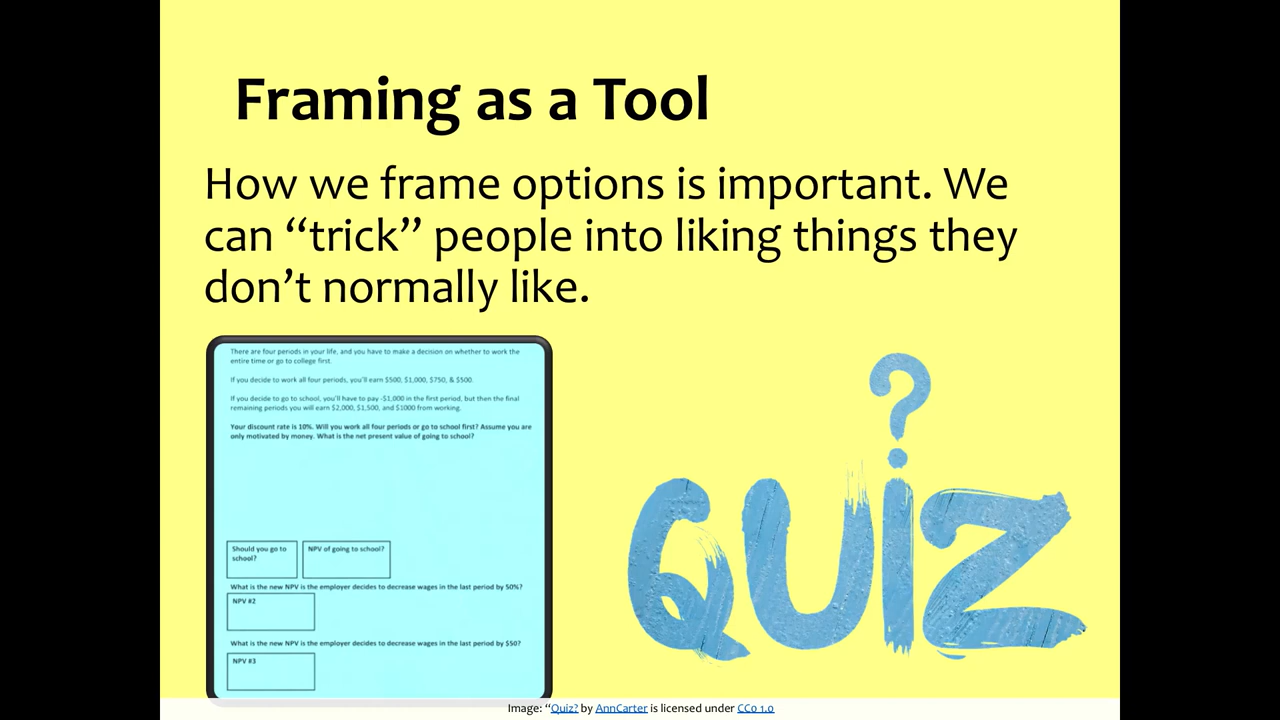 Framing as a Tool
How we frame options is important. We
can “trick” people into liking things they
don’t normally like.
There are four periods in your life, and you have to make a decision on whether to work the
entire time or go to college first.
If you decide to work all four periods, you'll earn $500, $1,000, $750, & $500.
If you decide to go to school, you'll have to pay -$1,000 in the first period, but then the final
remaining periods you will earn $2,000, $1,500, and $1000 from working.
Your discount rate is 10%. Will you work all four periods or go to school first? Assume you are
only motivated by money. What is the net present value of going to school?
Should you go to
school?
NPV of going to school?
What is the new NPV is the employer decides to decrease wages in the last period by 50%?
NPV #2
What is the new NPV is the employer decides to decrease wages in the last period by $50?
NPV #3
?
QUiZ
Image: “Quiz? by AnnCarter is licensed under CC0 1.0